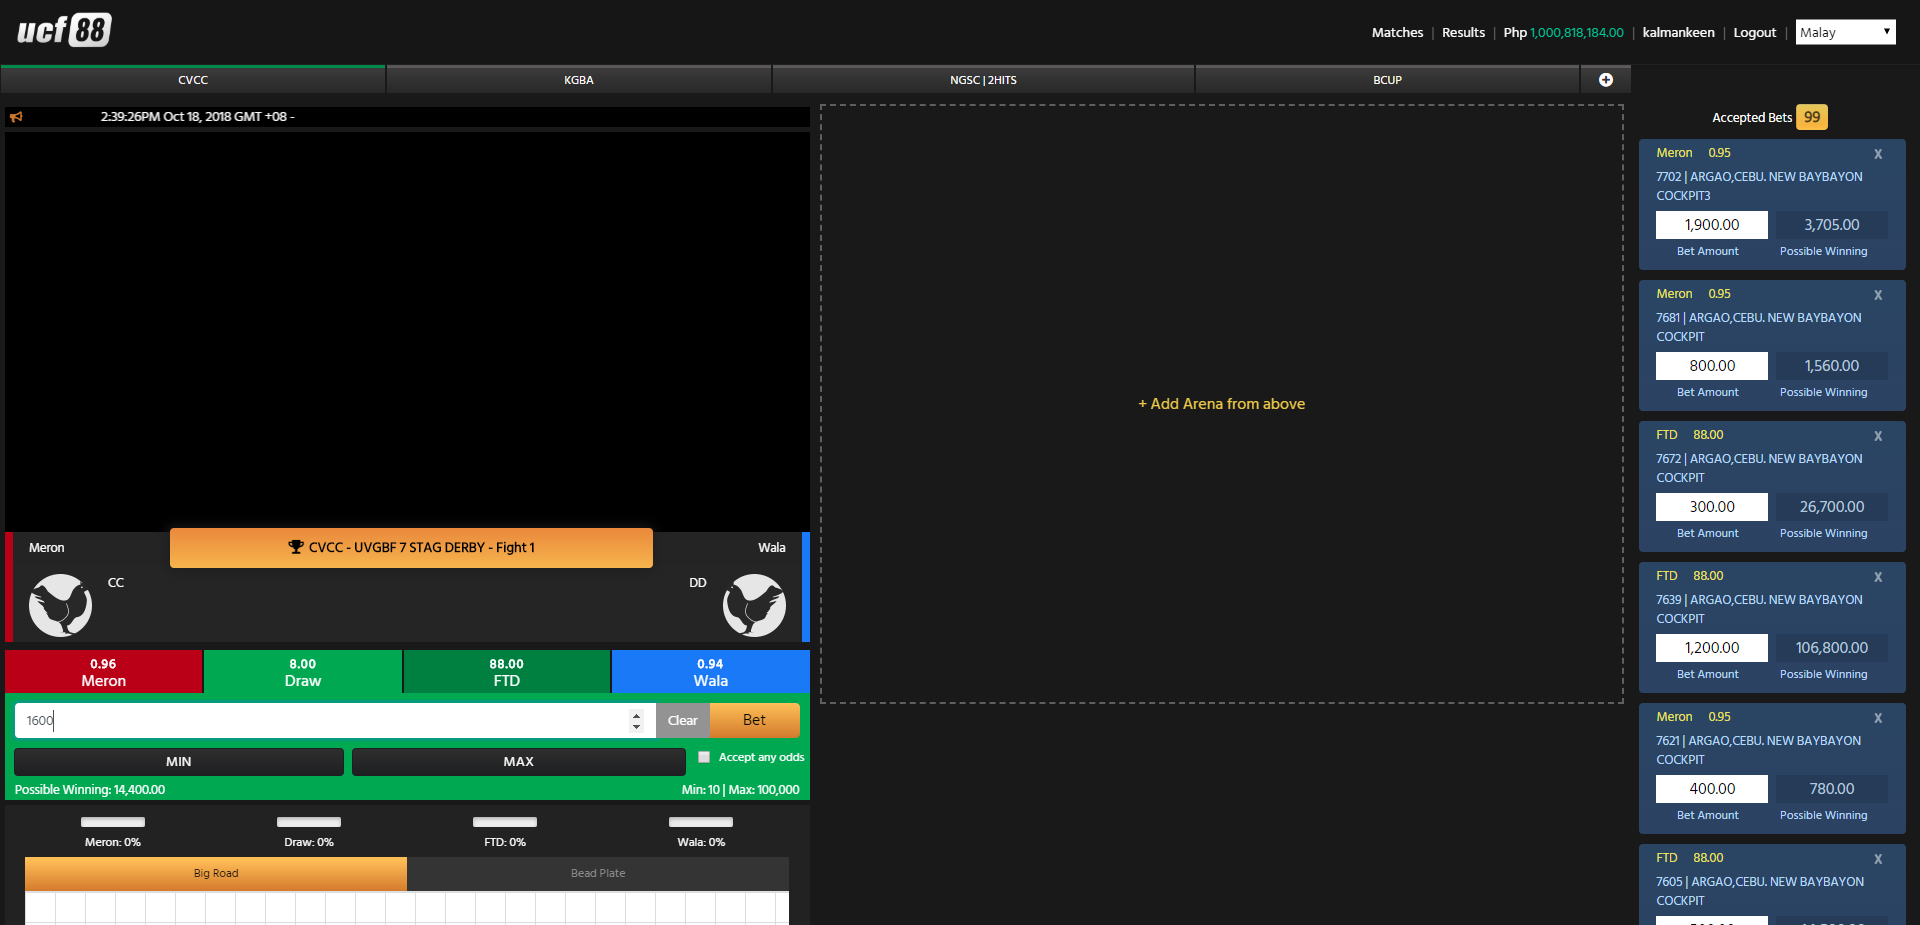 ucf 88
Matches | Results | Php 1,000,818,184.00 | kalmankeen | Logout | Malay
CVCC
KGBA
NGSC | 2HITS
BCUP
2:39:26PM Oct 18, 2018 GMT +08 -
Meron
CVCC - UVGBF 7 STAG DERBY - Fight 1
Wala
CC
DD
0.96
Meron
8.00
Draw
88.00
FTD
0.94
Wala
1600
Clear
Bet
MIN
MAX
Accept any odds
Possible Winning: 14,400.00
Min: 10 | Max: 100,000
Meron: 0%
Draw: 0%
FTD: 0%
Wala: 0%
Big Road
Bead Plate
+ Add Arena from above
Accepted Bets 99
Meron 0.95 X
7702 | ARGAO,CEBU. NEW BAYBAYON
COCKPIT3
1,900.00 3,705.00
Bet Amount Possible Winning
Meron 0.95 X
7681 | ARGAO,CEBU. NEW BAYBAYON
COCKPIT
800.00 1,560.00
Bet Amount Possible Winning
FTD 88.00 X
7672 | ARGAO,CEBU. NEW BAYBAYON
COCKPIT
300.00 26,700.00
Bet Amount Possible Winning
FTD 88.00 X
7639 | ARGAO,CEBU. NEW BAYBAYON
COCKPIT
1,200.00 106,800.00
Bet Amount Possible Winning
Meron 0.95 X
7621 | ARGAO,CEBU. NEW BAYBAYON
COCKPIT
400.00 780.00
Bet Amount Possible Winning
FTD 88.00 X
7605 | ARGAO,CEBU. NEW BAYBAYON
COCKPIT